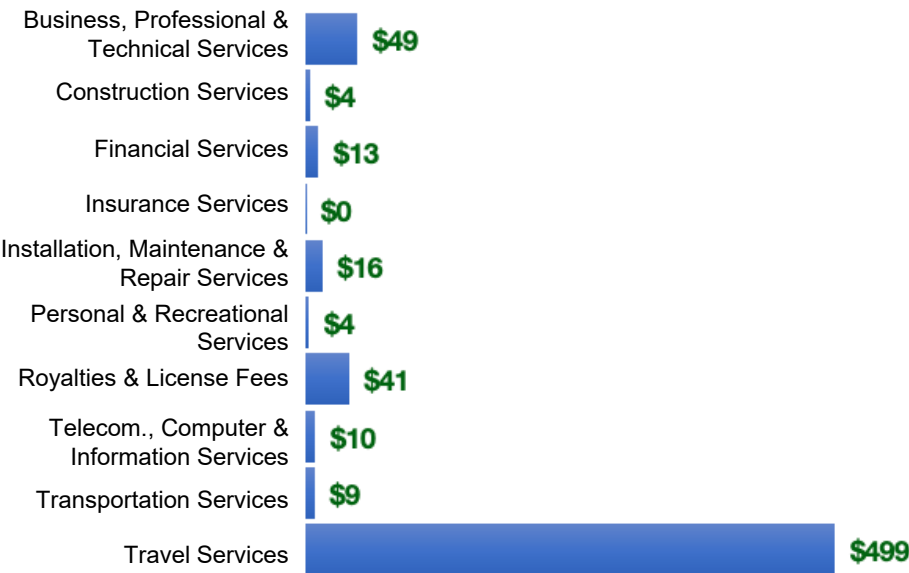 Business, Professional &
Technical Services
$49
Construction Services
$4
Financial Services
$13
Insurance Services
$0
Installation, Maintenance &
Repair Services
$16
Personal & Recreational
Services
$4
Royalties & License Fees
$41
Telecom., Computer &
Information Services
$10
Transportation Services
$9
Travel Services
$499